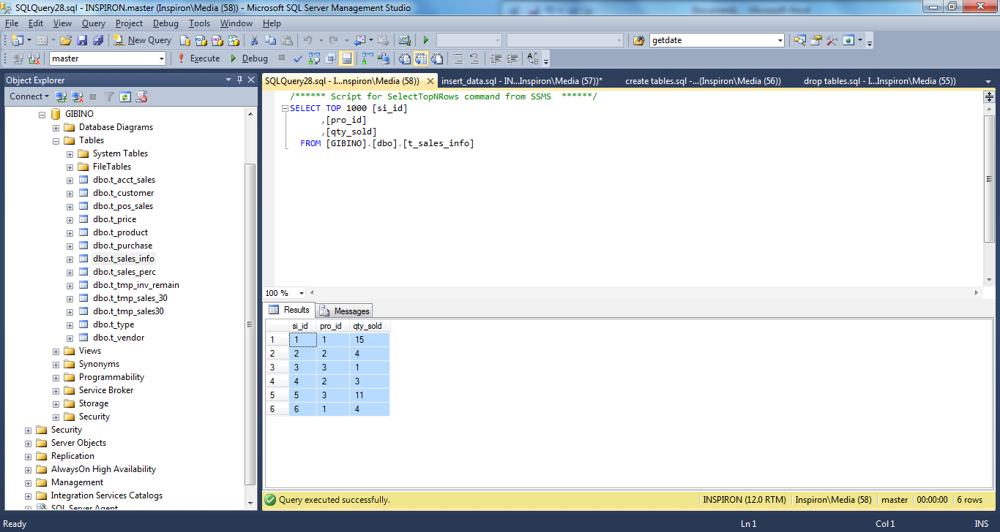 SQLQuery28.sql - INSPIRON.master (Inspiron\Media (58)) - Microsoft SQL Server Management Studio
File Edit View Query Project Debug Tools Window Help
New Query getdate
master Execute Debug
Object Explorer
Connect
GIBINO
Database Diagrams
Tables
System Tables
FileTables
dbo.t_acct_sales
dbo.t_customer
dbo.t_pos_sales
dbo.t_price
dbo.t_product
dbo.t_purchase
dbo.t_sales_info
dbo.t_sales_perc
dbo.t_tmp_inv_remain
dbo.t_tmp_sales_30
dbo.t_tmp_sales30
dbo.t_type
dbo.t_vendor
Views
Synonyms
Programmability
Service Broker
Storage
Security
Security
Server Objects
Replication
AlwaysOn High Availability
Management
Integration Services Catalogs
SQL Server Agent
SQLQuery28.sql - I...nspiron\Media (58)) insert_data.sql - IN...Inspiron\Media (57))* create tables.sql -...(Inspiron\Media (56)) drop tables.sql - I...Inspiron\Media (55))
/****** Script for SelectTopNRows command from SSMS ******/
SELECT TOP 1000 [si_id]
,[pro_id]
,[qty_sold]
FROM [GIBINO].[dbo].[t_sales_info]
100 %
Results Messages
si_id pro_id qty_sold
1 1 1 15
2 2 2 4
3 3 3 1
4 4 2 3
5 5 3 11
6 6 1 4
Query executed successfully. INSPIRON (12.0 RTM) Inspiron\Media (58) master 00:00:00 6 rows
Ready Ln 1 Col 1 INS